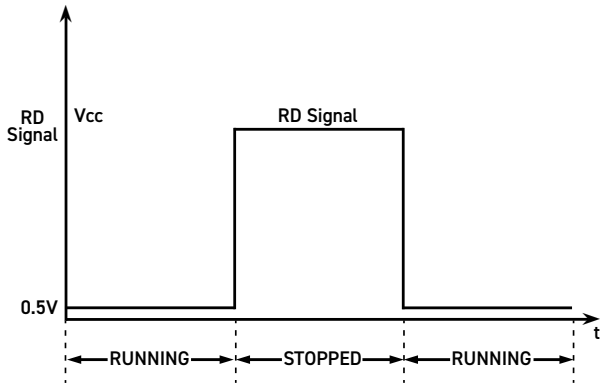 RD
Signal
Vcc
RD Signal
0.5V
t
RUNNING
STOPPED
RUNNING